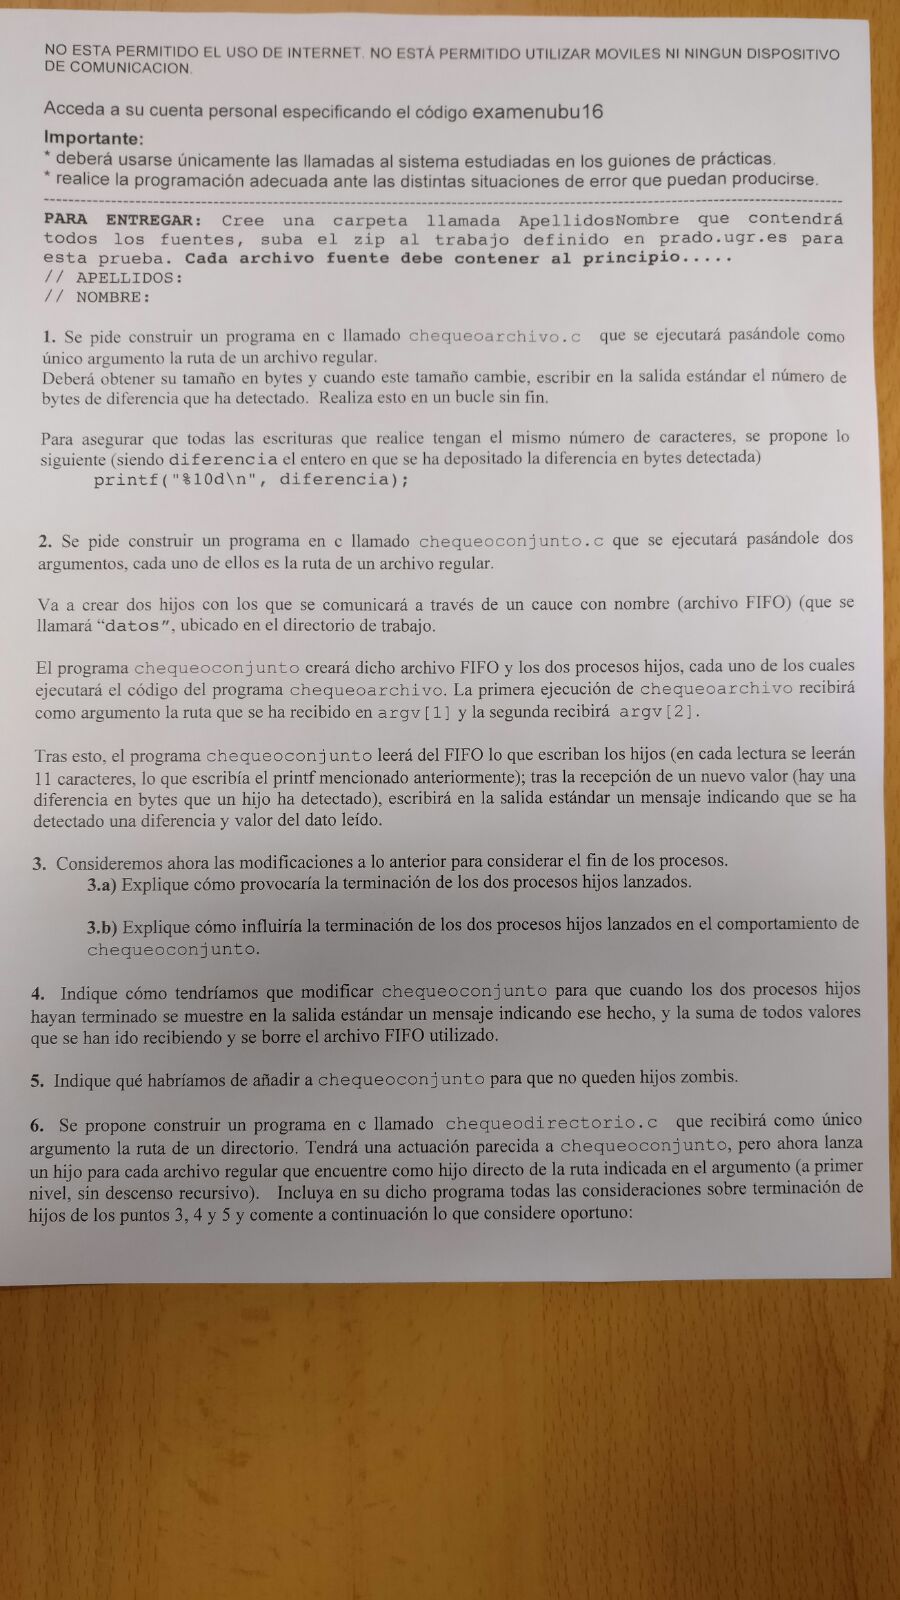 NO ESTA PERMITIDO EL USO DE INTERNET. NO ESTÁ PERMITIDO UTILIZAR MOVILES NI NINGUN DISPOSITIVO
DE COMUNICACION.
Acceda a su cuenta personal especificando el código examenubu16
Importante:
* deberá usarse únicamente las llamadas al sistema estudiadas en los guiones de prácticas.
* realice la programación adecuada ante las distintas situaciones de error que puedan producirse.
PARA ENTREGAR: Cree una carpeta llamada ApellidosNombre que contendrá
todos los fuentes, suba el zip al trabajo definido en prado.ugr.es para
esta prueba. Cada archivo fuente debe contener al principio.....
// APELLIDOS:
// NOMBRE:
1. Se pide construir un programa en c llamado chequeoarchivo.c que se ejecutará pasándole como
único argumento la ruta de un archivo regular.
Deberá obtener su tamaño en bytes y cuando este tamaño cambie, escribir en la salida estándar el número de
bytes de diferencia que ha detectado. Realiza esto en un bucle sin fin.
Para asegurar que todas las escrituras que realice tengan el mismo número de caracteres, se propone lo
siguiente (siendo diferencia el entero en que se ha depositado la diferencia en bytes detectada)
printf("%10d\n", diferencia);
2. Se pide construir un programa en c llamado chequeoconjunto.c que se ejecutará pasándole dos
argumentos, cada uno de ellos es la ruta de un archivo regular.
Va a crear dos hijos con los que se comunicará a través de un cauce con nombre (archivo FIFO) (que se
llamará “datos”, ubicado en el directorio de trabajo.
El programa chequeoconjunto creará dicho archivo FIFO y los dos procesos hijos, cada uno de los cuales
ejecutará el código del programa chequeoarchivo. La primera ejecución de chequeoarchivo recibirá
como argumento la ruta que se ha recibido en argv[1] y la segunda recibirá argv[2].
Tras esto, el programa chequeoconjunto leerá del FIFO lo que escriban los hijos (en cada lectura se leerán
11 caracteres, lo que escribía el printf mencionado anteriormente); tras la recepción de un nuevo valor (hay una
diferencia en bytes que un hijo ha detectado), escribirá en la salida estándar un mensaje indicando que se ha
detectado una diferencia y valor del dato leído.
3. Consideremos ahora las modificaciones a lo anterior para considerar el fin de los procesos.
3.a) Explique cómo provocaría la terminación de los dos procesos hijos lanzados.
3.b) Explique cómo influiría la terminación de los dos procesos hijos lanzados en el comportamiento de
chequeoconjunto.
4. Indique cómo tendríamos que modificar chequeoconjunto para que cuando los dos procesos hijos
hayan terminado se muestre en la salida estándar un mensaje indicando ese hecho, y la suma de todos valores
que se han ido recibiendo y se borre el archivo FIFO utilizado.
5. Indique qué habríamos de añadir a chequeoconjunto para que no queden hijos zombis.
6. Se propone construir un programa en c llamado chequeodirectorio.c que recibirá como único
argumento la ruta de un directorio. Tendrá una actuación parecida a chequeoconjunto, pero ahora lanza
un hijo para cada archivo regular que encuentre como hijo directo de la ruta indicada en el argumento (a primer
nivel, sin descenso recursivo). Incluya en su dicho programa todas las consideraciones sobre terminación de
hijos de los puntos 3, 4 y 5 y comente a continuación lo que considere oportuno: